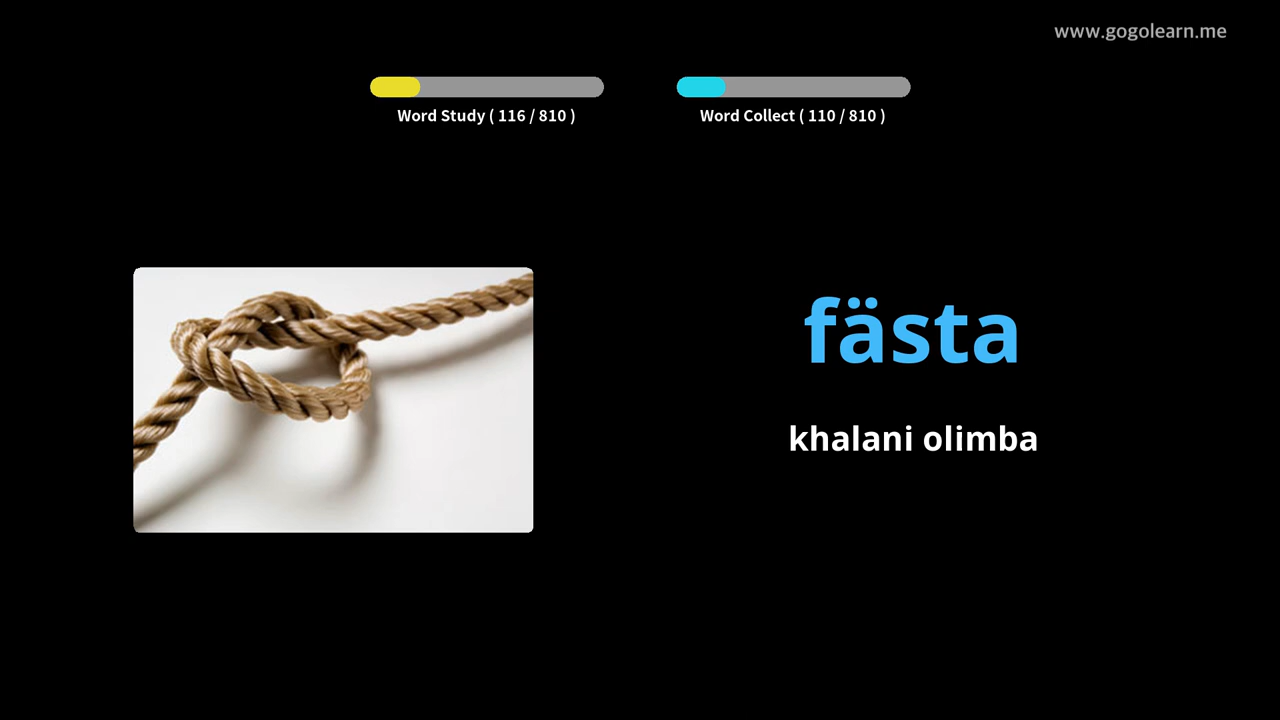 www.gogolearn.me
Word Study ( 116 / 810 )
Word Collect ( 110 / 810 )
fästa
khalani olimba